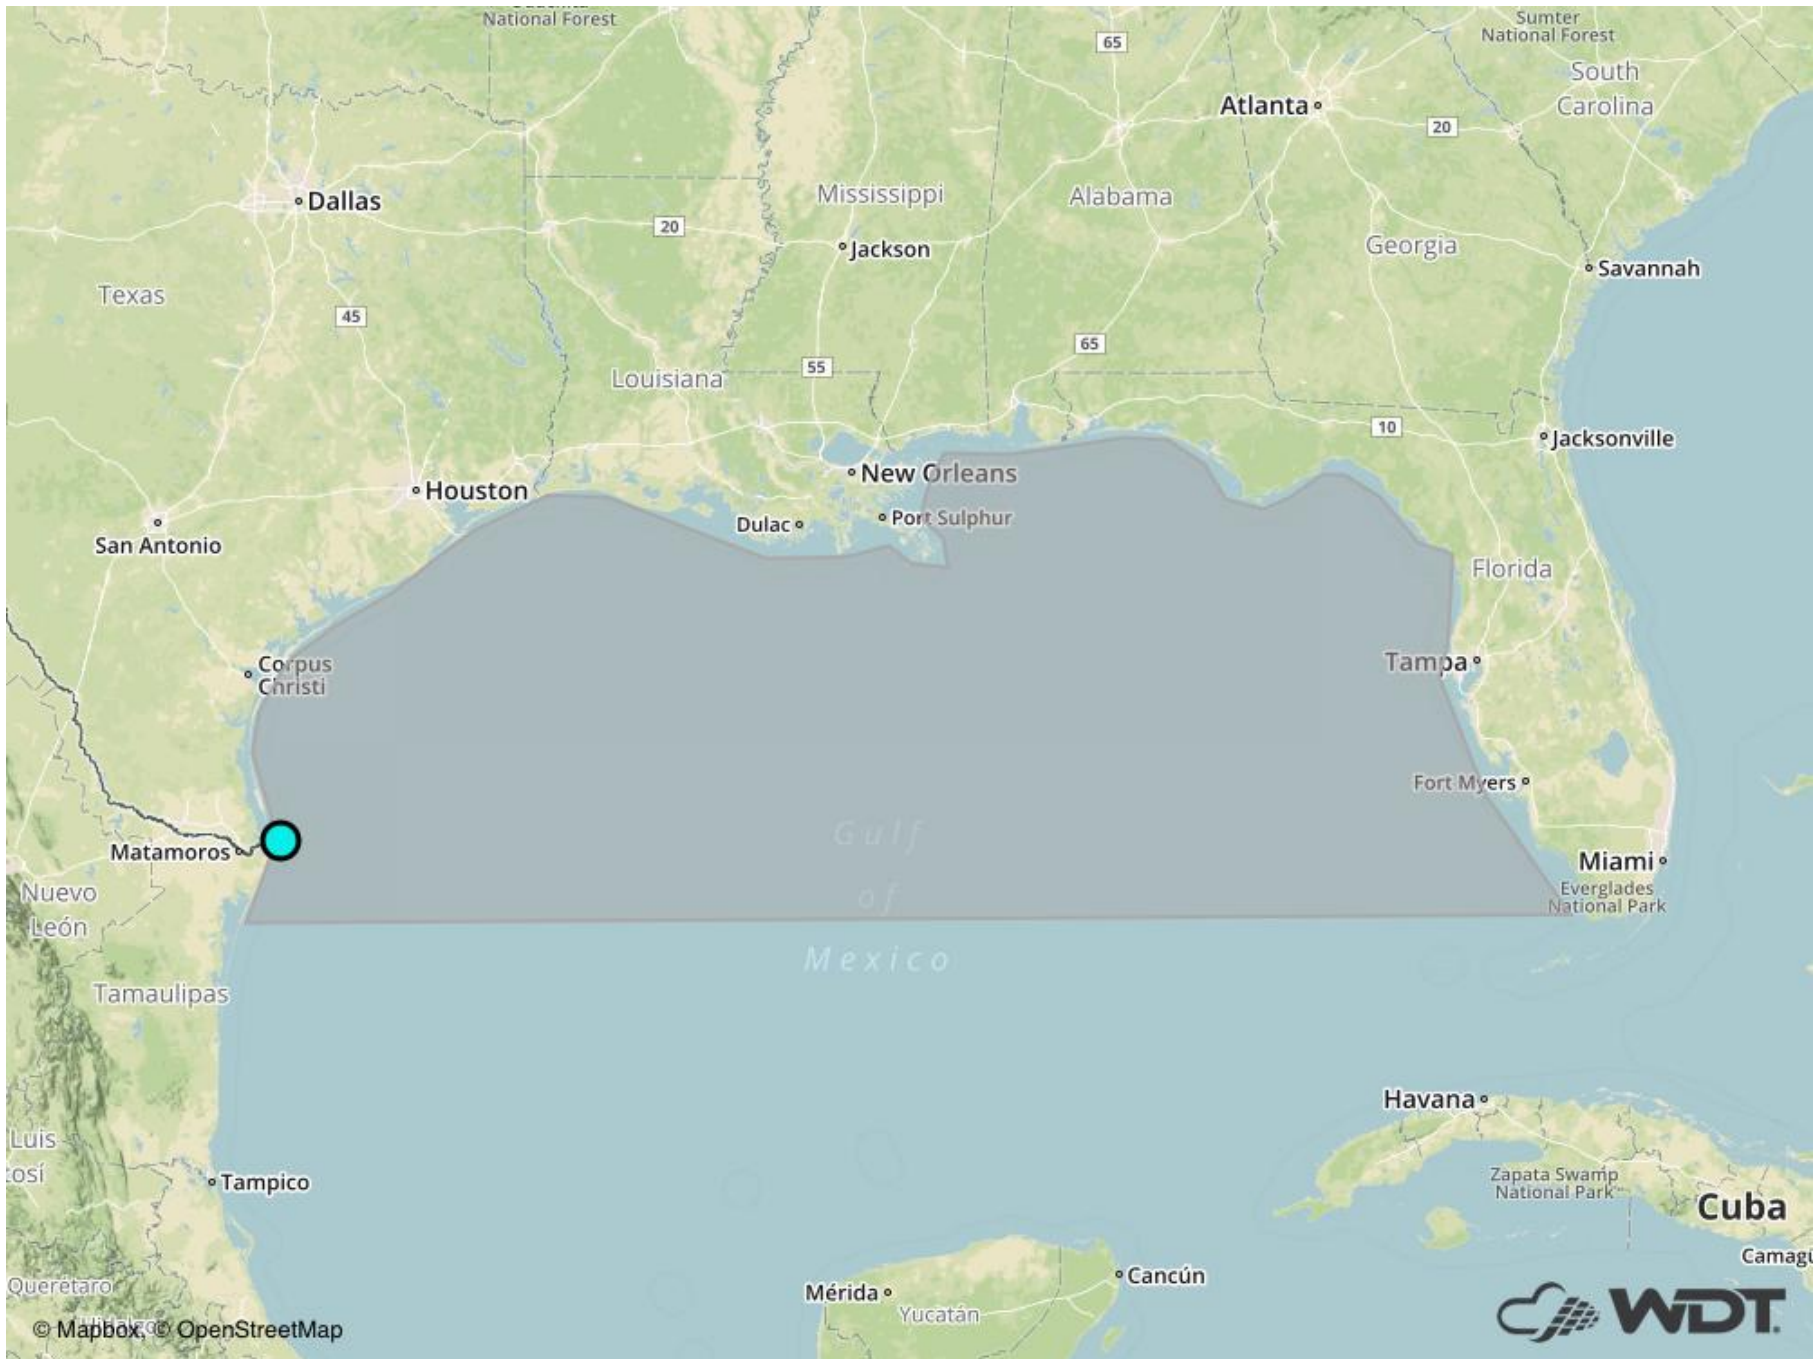 National Forest
Sumter
National Forest
65
South
Carolina
Atlanta
20
Dallas
Mississippi
Alabama
20
Jackson
Georgia
Savannah
Texas
45
65
55
Louisiana
10
Jacksonville
New Orleans
Houston
Dulac
Port Sulphur
San Antonio
Florida
Corpus
Christi
Tampa
Fort Myers
Gulf
of
Mexico
Matamoros
Miami
Everglades
National Park
Nuevo
León
Tamaulipas
Havana
Luis
Tampico
Zapata Swamp
National Park
Cuba
Mérida
Cancún
Yucatán
Querétaro
Hidalgo
© Mapbox, © OpenStreetMap
WDT